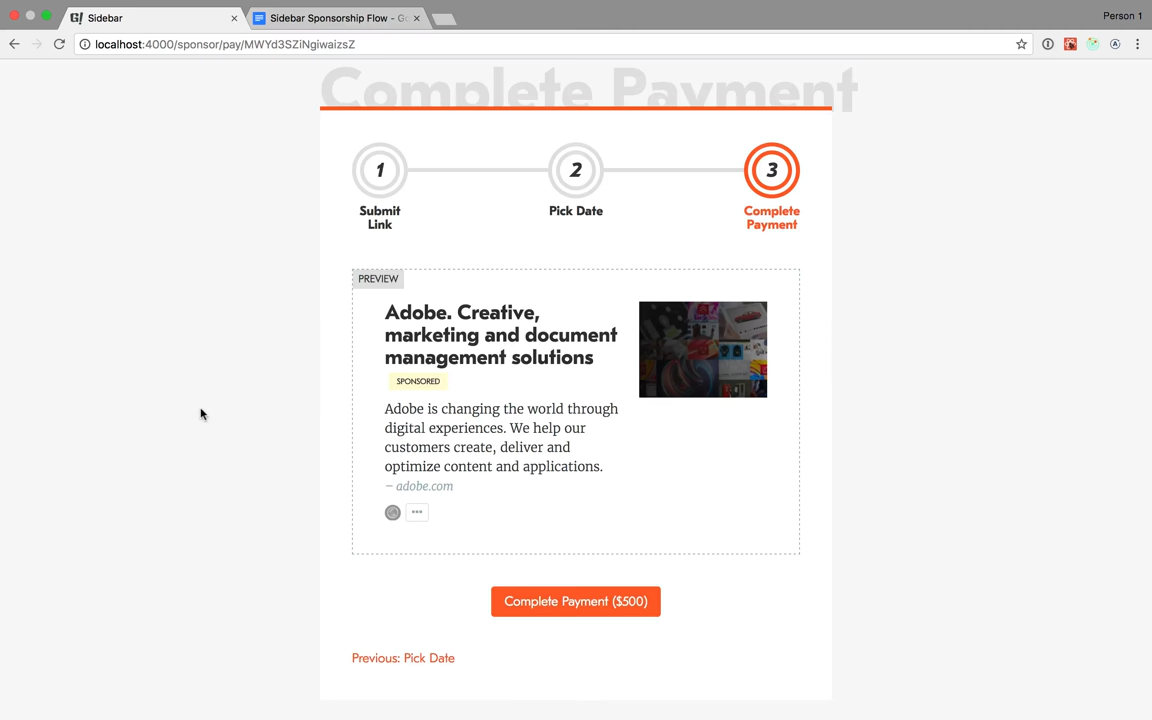 Sidebar
Sidebar Sponsorship Flow - Go
Person 1
localhost:4000/sponsor/pay/MWYd3SZiNgiwaizsZ
Complete Payment
1
2
3
Submit
Link
Pick Date
Complete
Payment
PREVIEW
Adobe. Creative,
marketing and document
management solutions
SPONSORED
Adobe is changing the world through
digital experiences. We help our
customers create, deliver and
optimize content and applications.
– adobe.com
Complete Payment ($500)
Previous: Pick Date